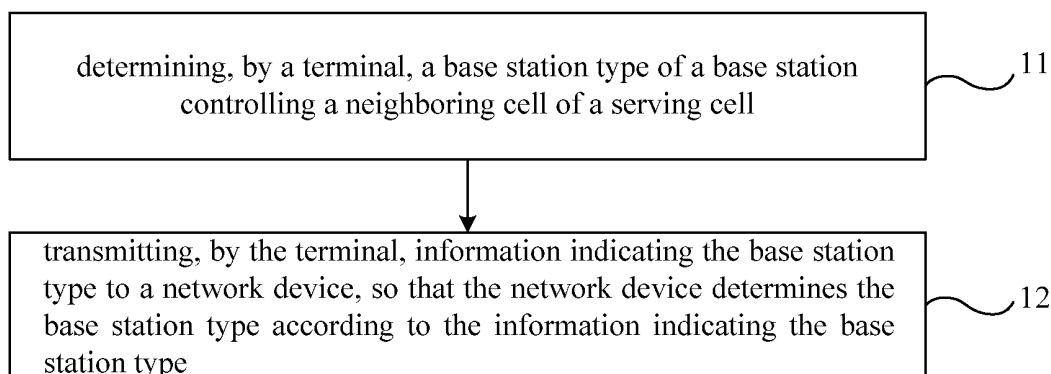 determining, by a terminal, a base station type of a base station
controlling a neighboring cell of a serving cell
11
transmitting, by the terminal, information indicating the base station
type to a network device, so that the network device determines the
base station type according to the information indicating the base
station type
12